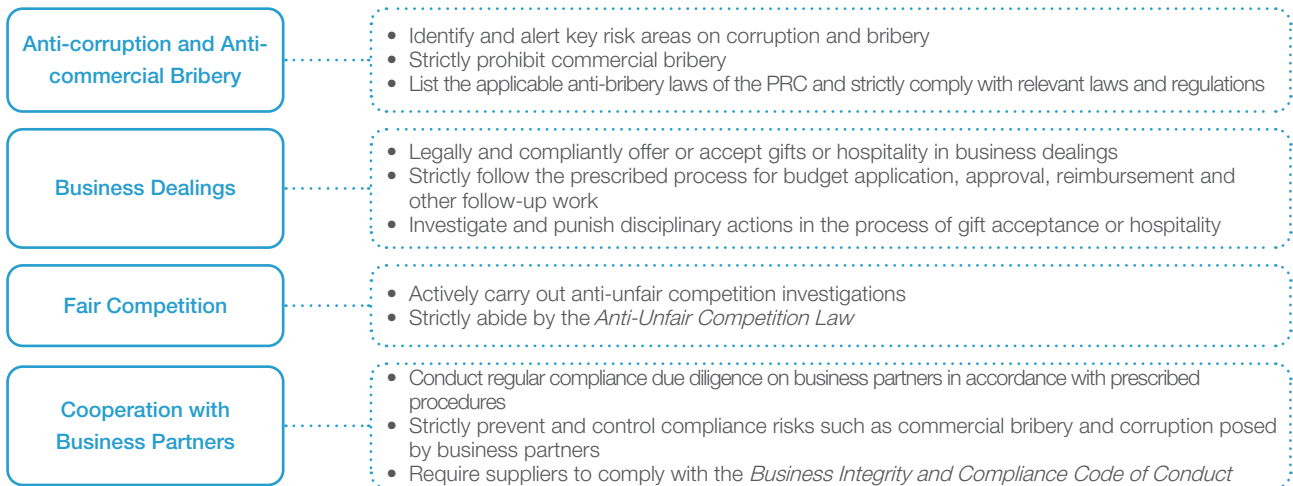 Anti-corruption and Anti-
commercial Bribery
• Identify and alert key risk areas on corruption and bribery
• Strictly prohibit commercial bribery
• List the applicable anti-bribery laws of the PRC and strictly comply with relevant laws and regulations
Business Dealings
• Legally and compliantly offer or accept gifts or hospitality in business dealings
• Strictly follow the prescribed process for budget application, approval, reimbursement and
other follow-up work
• Investigate and punish disciplinary actions in the process of gift acceptance or hospitality
Fair Competition
• Actively carry out anti-unfair competition investigations
• Strictly abide by the Anti-Unfair Competition Law
Cooperation with
Business Partners
• Conduct regular compliance due diligence on business partners in accordance with prescribed
procedures
• Strictly prevent and control compliance risks such as commercial bribery and corruption posed
by business partners
• Require suppliers to comply with the Business Integrity and Compliance Code of Conduct